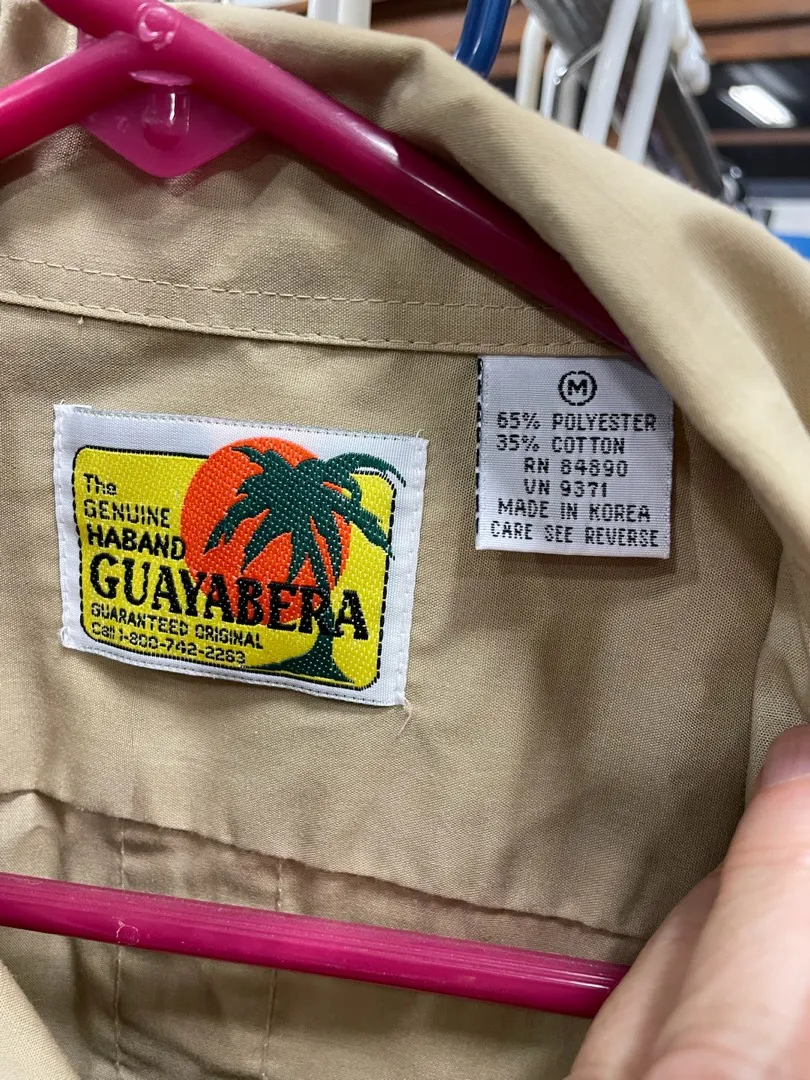 The
GENUINE
HABAND
GUAYABERA
GUARANTEED ORIGINAL
Call 1-800-742-2263
M
65% POLYESTER
35% COTTON
RN 84890
VN 9371
MADE IN KOREA
CARE SEE REVERSE